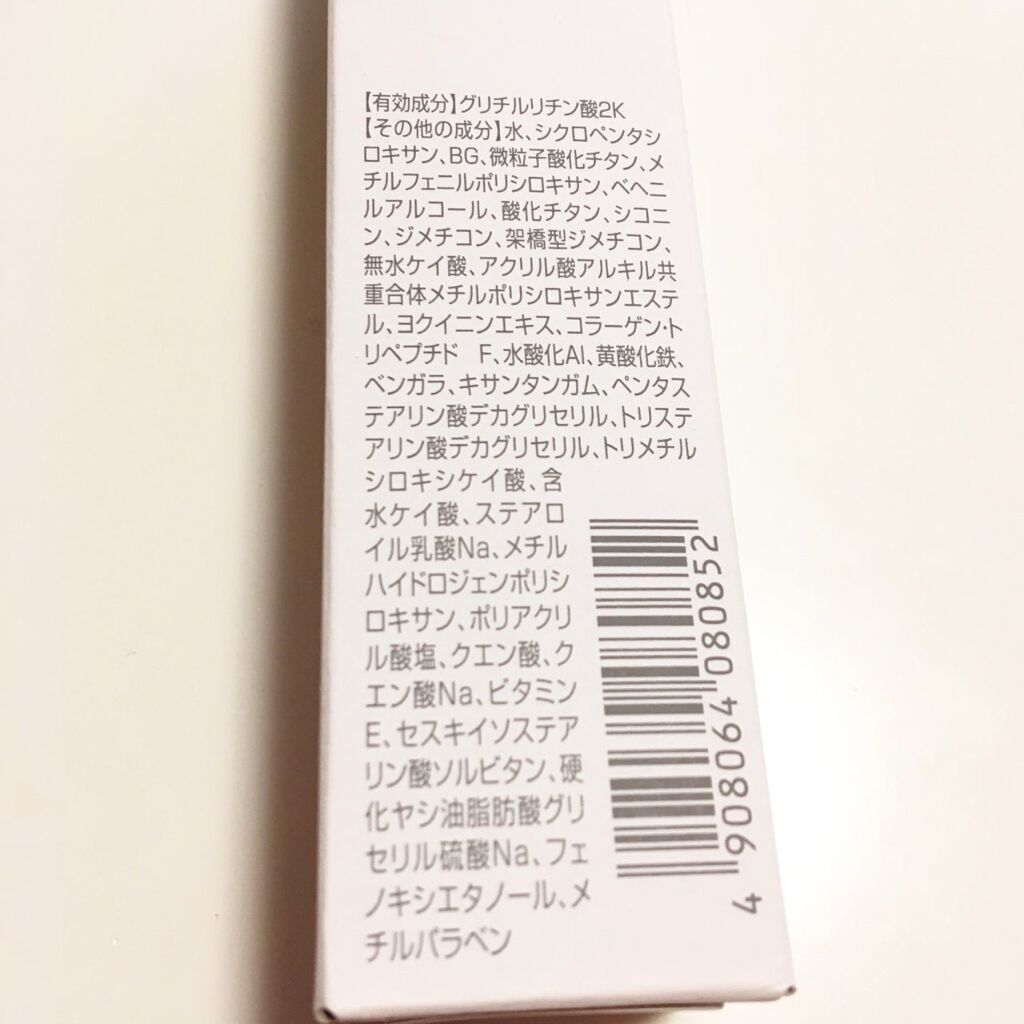 【有効成分】グリチルリチン酸2K
【その他の成分】水、シクロペンタシ
ロキサン、BG、微粒子酸化チタン、メ
チルフェニルポリシロキサン、ベヘニ
ルアルコール、酸化チタン、シコニ
ン、ジメチコン、架橋型ジメチコン、
無水ケイ酸、アクリル酸アルキル共
重合体メチルポリシロキサンエステ
ル、ヨクイニンエキス、コラーゲン・ト
リペプチド F、水酸化Al、黄酸化鉄、
ベンガラ、キサンタンガム、ペンタス
テアリン酸デカグリセリル、トリステ
アリン酸デカグリセリル、トリメチル
シロキシケイ酸、含
水ケイ酸、ステアロ
イル乳酸Na、メチル
ハイドロジェンポリシ
ロキサン、ポリアクリ
ル酸塩、クエン酸、ク
エン酸Na、ビタミン
E、セスキイソステア
リン酸ソルビタン、硬
化ヤシ油脂肪酸グリ
セリル硫酸Na、フェ
ノキシエタノール、メ
チルパラベン
4 908064 080852